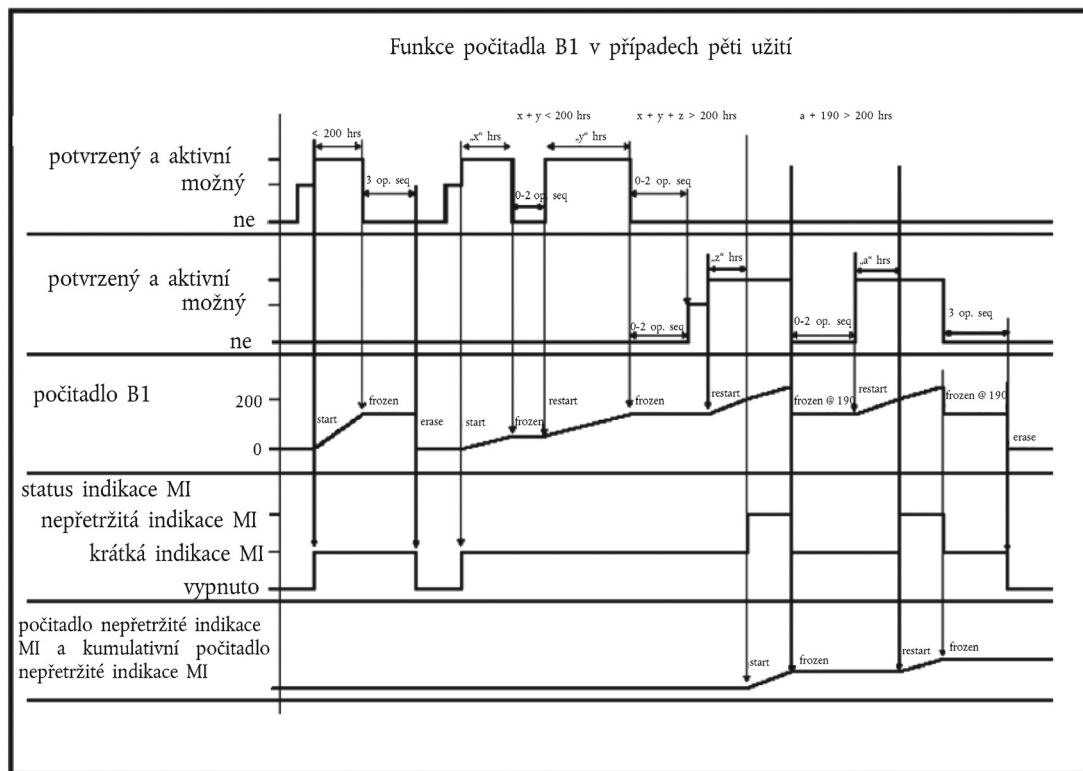 Funkce počitadla B1 v případech pěti užití
x + y < 200 hrs
x + y + z > 200 hrs
a + 190 > 200 hrs
< 200 hrs
„x“ hrs
„y“ hrs
potvrzený a aktivní
možný
3 op. seq
0-2 op. seq
0-2 op. seq
ne
potvrzený a aktivní
„z“ hrs
„a“ hrs
možný
0-2 op. seq
0-2 op. seq
3 op. seq
ne
počitadlo B1
200
0
start
frozen
erase
start
frozen
restart
frozen
restart
frozen @ 190
restart
frozen @ 190
erase
status indikace MI
nepřetržitá indikace MI
krátká indikace MI
vypnuto
počitadlo nepřetržité indikace
MI a kumulativní počitadlo
nepřetržité indikace MI
start
frozen
restart
frozen